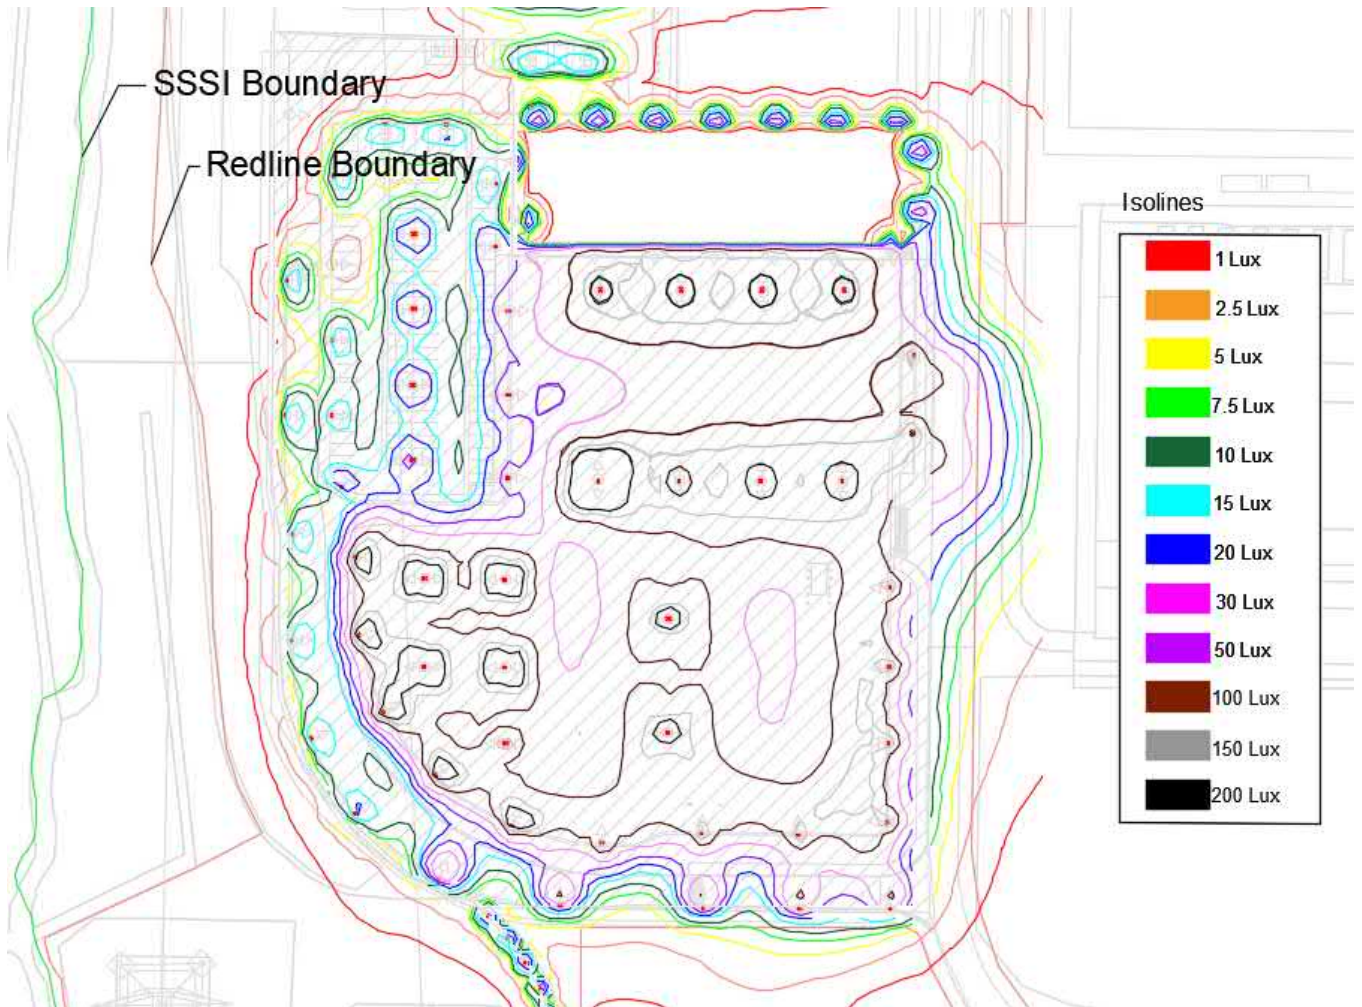 SSSI Boundary
Redline Boundary
Isolines
1 Lux
2.5 Lux
5 Lux
7.5 Lux
10 Lux
15 Lux
20 Lux
30 Lux
50 Lux
100 Lux
150 Lux
200 Lux